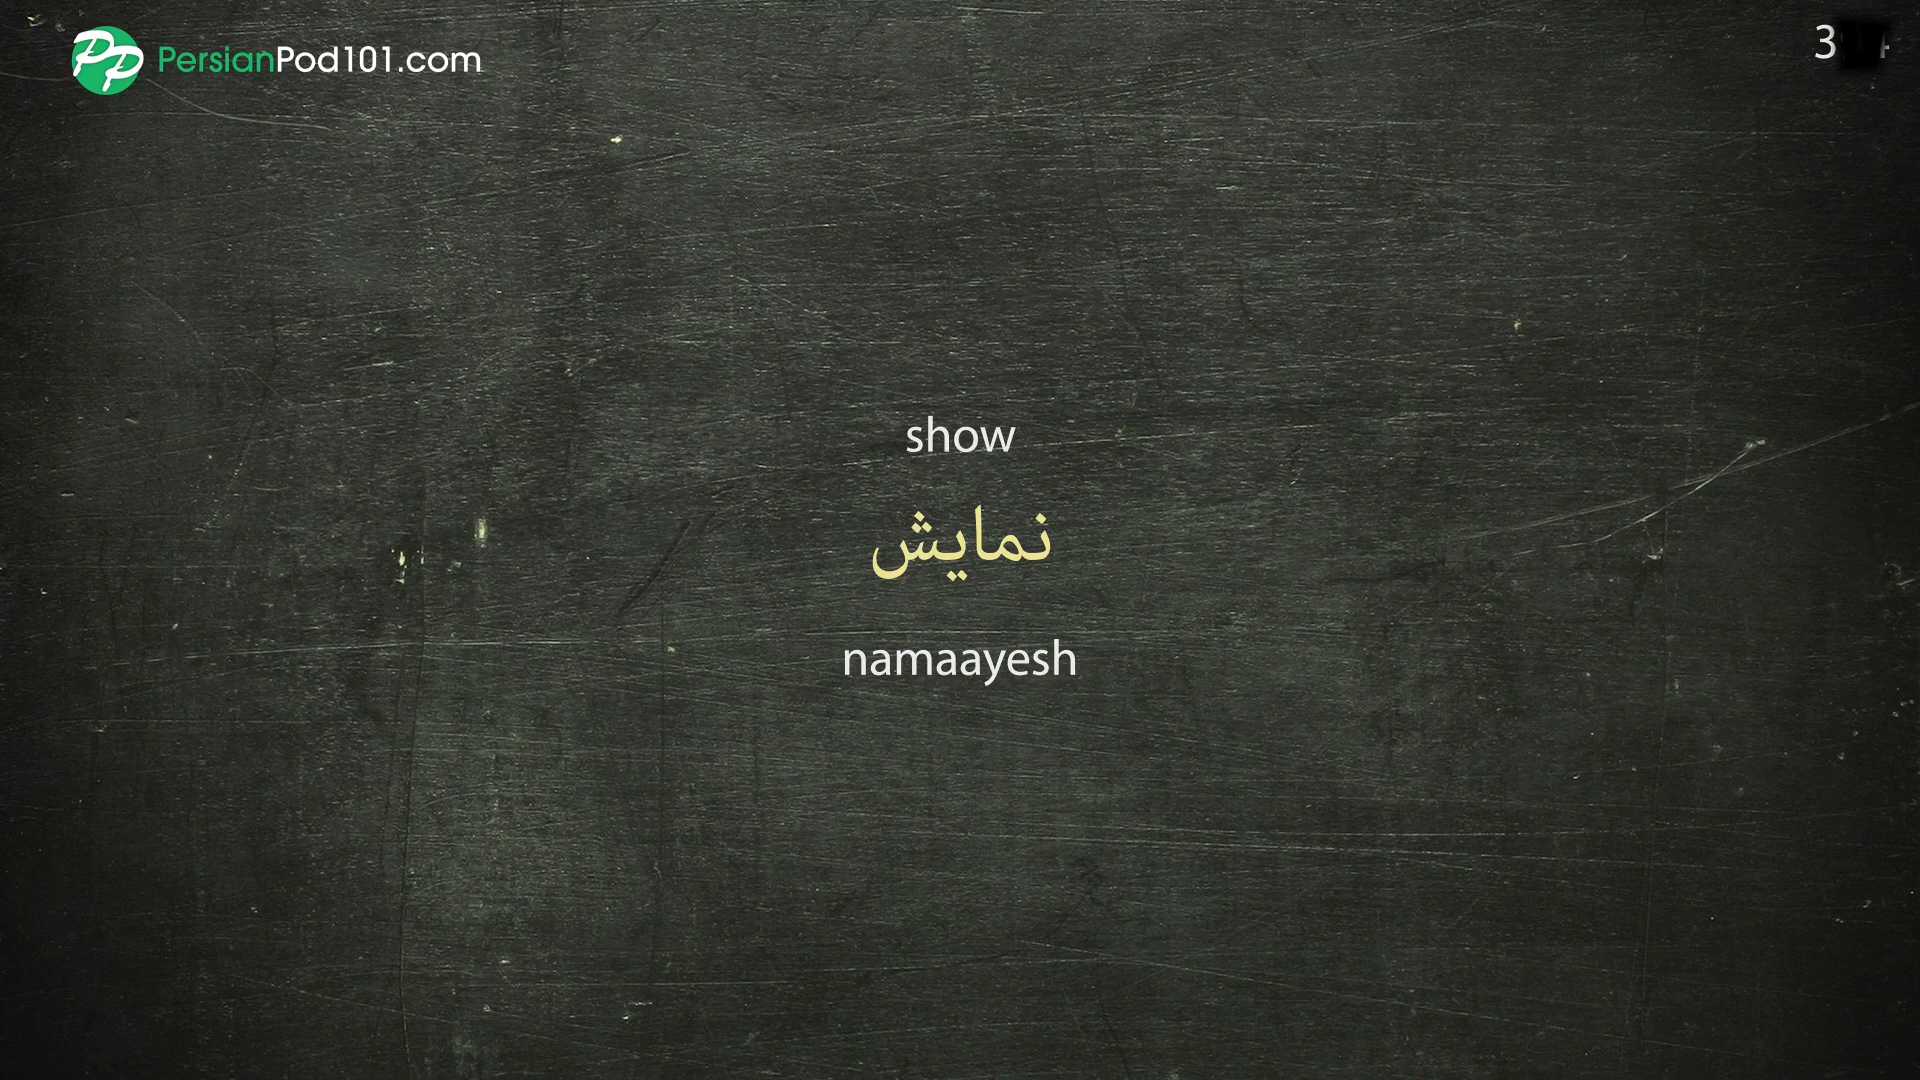 PersianPod101.com
show
نمایش
namaayesh